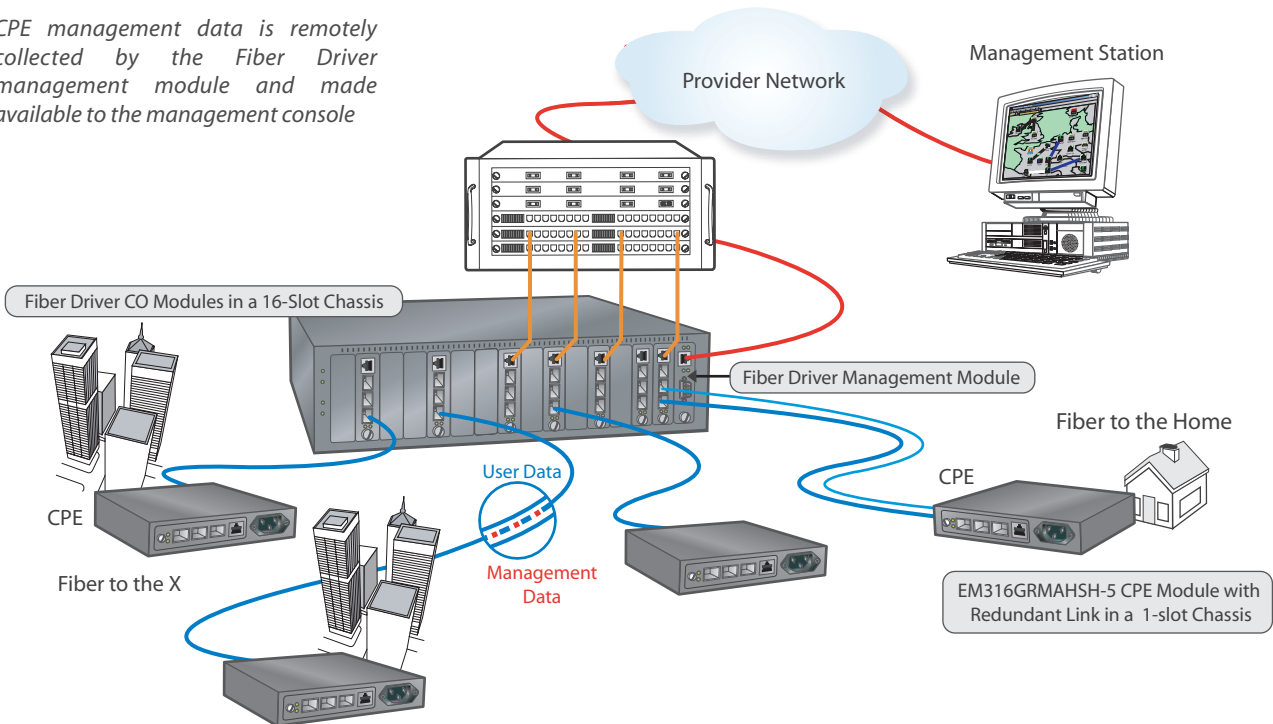 CPE management data is remotely
collected by the Fiber Driver
management module and made
available to the management console
Provider Network
Management Station
Fiber Driver CO Modules in a 16-Slot Chassis
Fiber Driver Management Module
Fiber to the Home
User Data
CPE
CPE
Management
Data
Fiber to the X
EM316GRMAHSH-5 CPE Module with
Redundant Link in a 1-slot Chassis